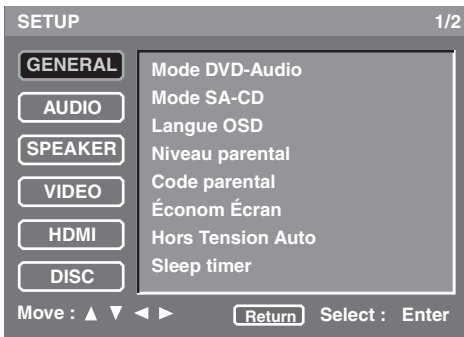 SETUP 1/2
GENERAL
AUDIO
SPEAKER
VIDEO
HDMI
DISC
Mode DVD-Audio
Mode SA-CD
Langue OSD
Niveau parental
Code parental
Économ Écran
Hors Tension Auto
Sleep timer
Move : ▲ ▼ ◄ ► Return Select : Enter